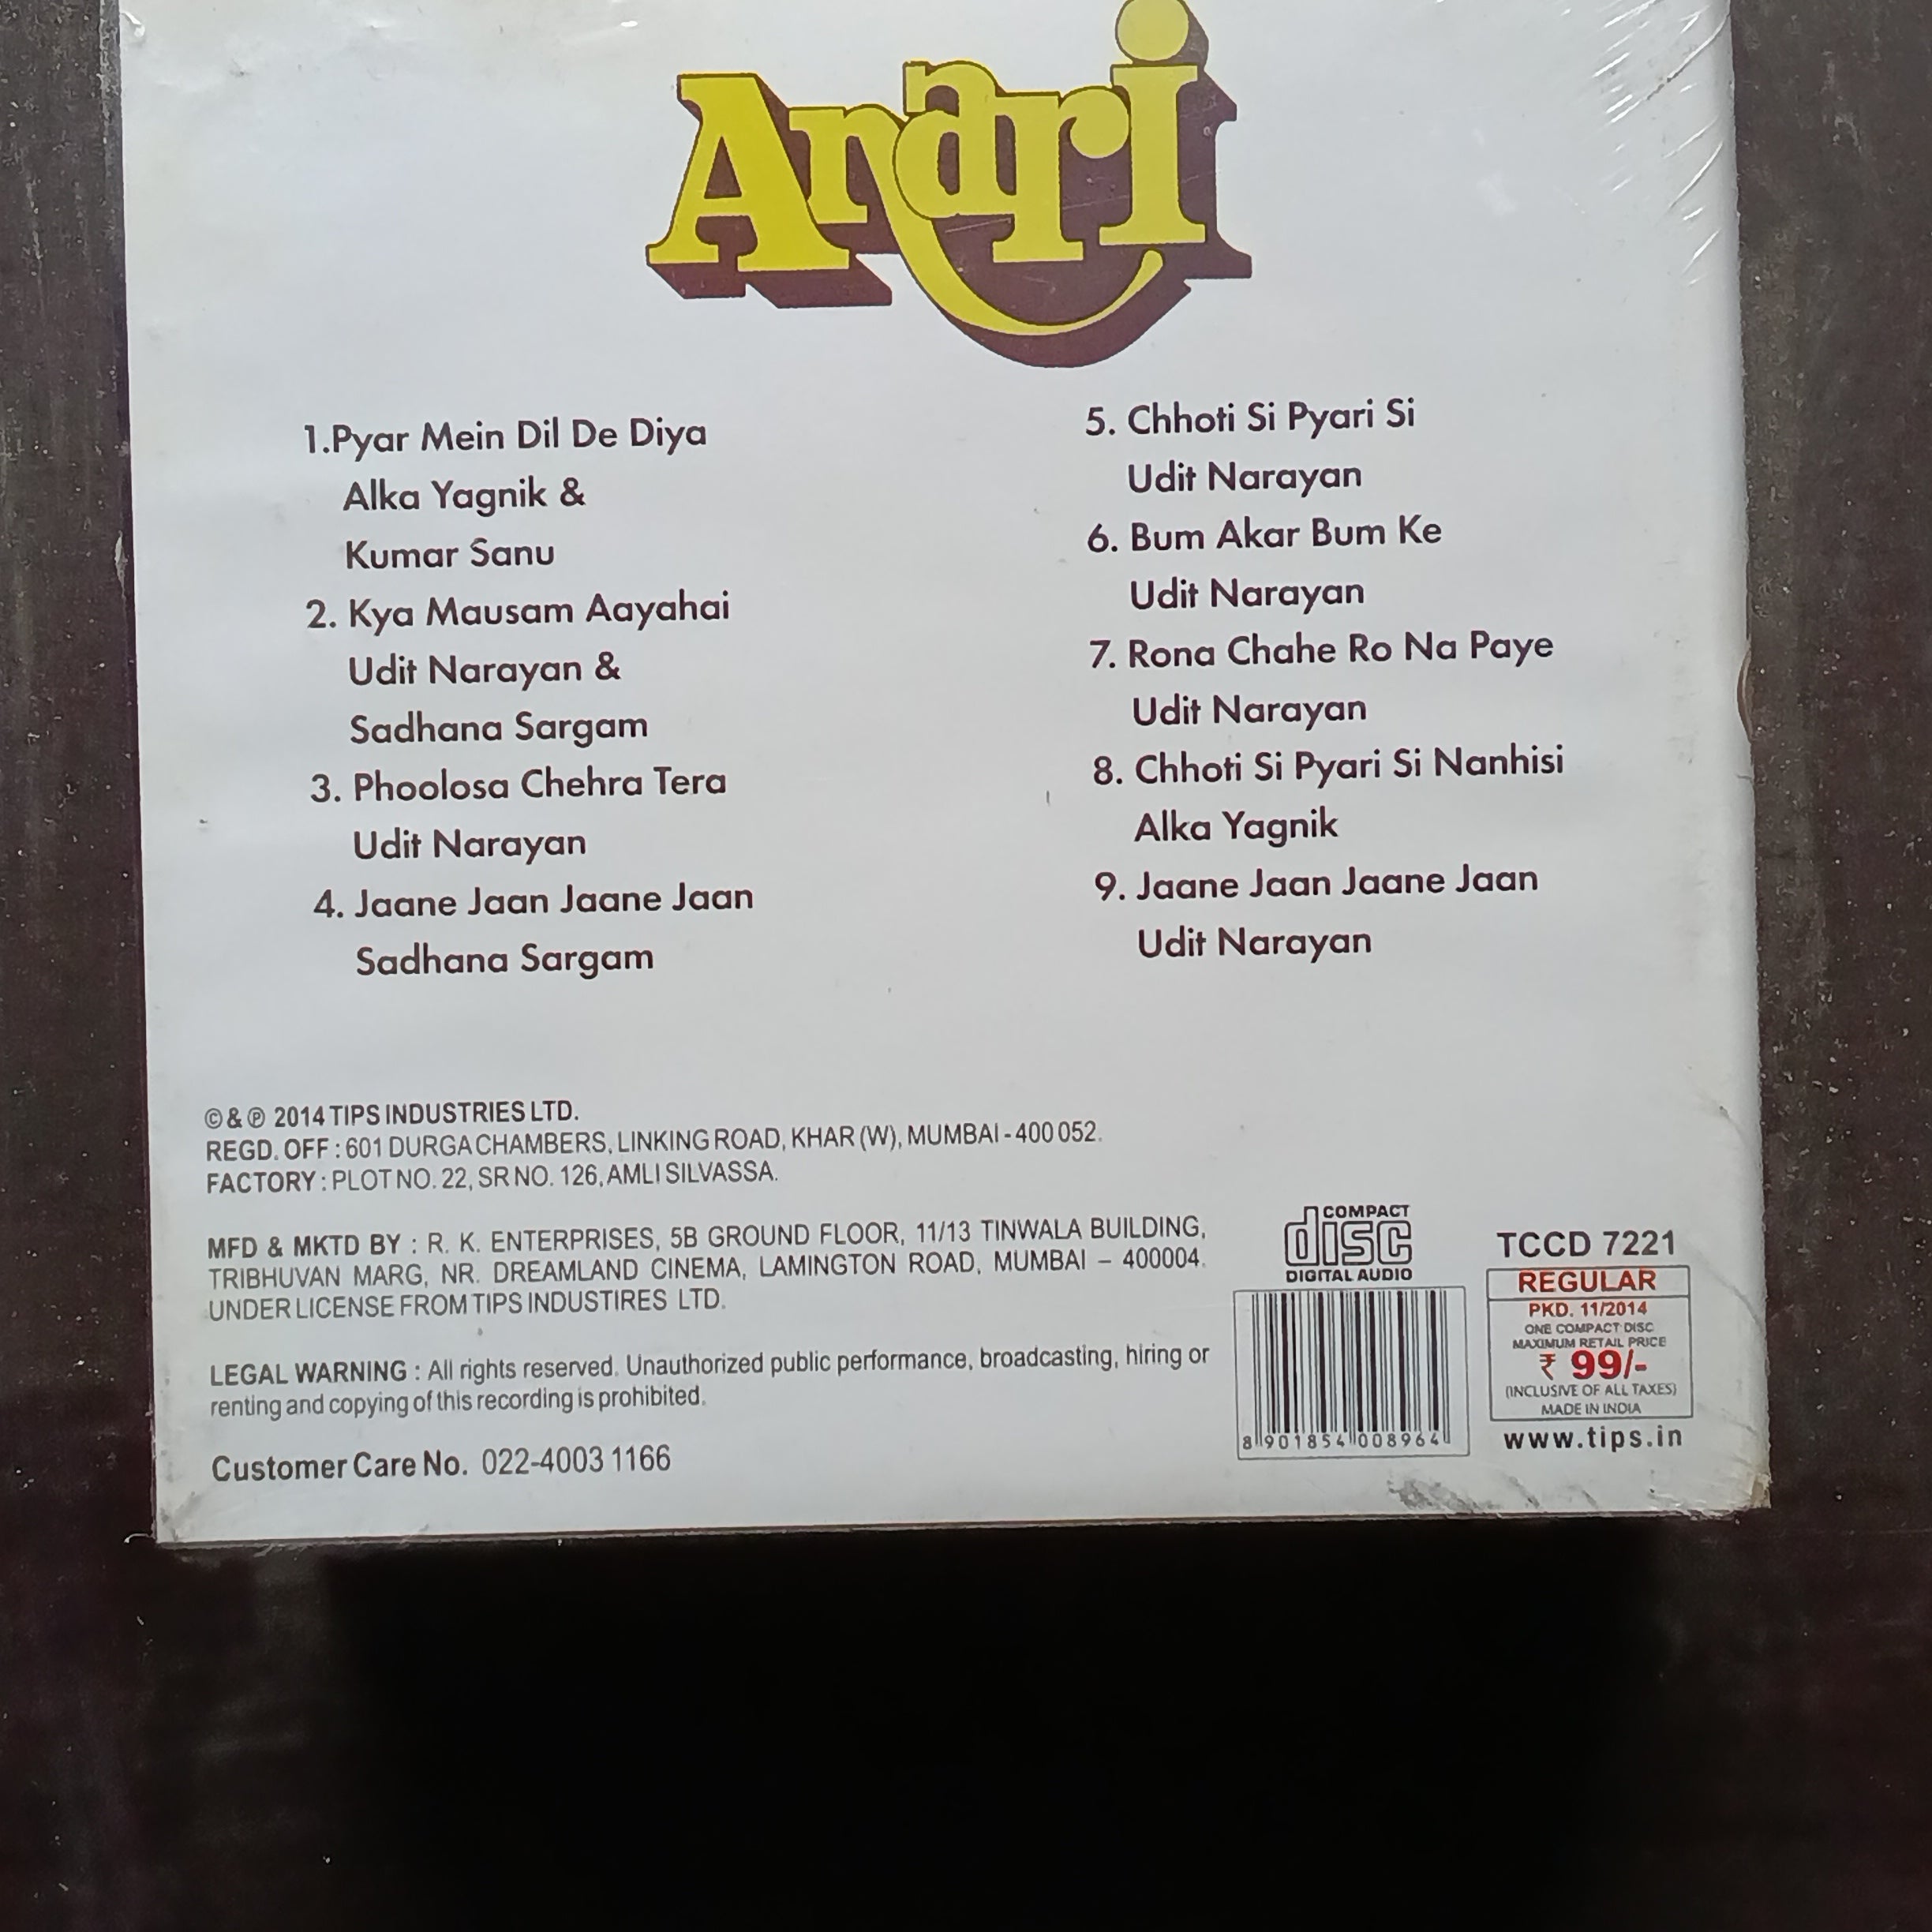 Anari
1.Pyar Mein Dil De Diya
Alka Yagnik &
Kumar Sanu
2. Kya Mausam Aayahai
Udit Narayan &
Sadhana Sargam
3. Phoolosa Chehra Tera
Udit Narayan
4. Jaane Jaan Jaane Jaan
Sadhana Sargam
5. Chhoti Si Pyari Si
Udit Narayan
6. Bum Akar Bum Ke
Udit Narayan
7. Rona Chahe Ro Na Paye
Udit Narayan
8. Chhoti Si Pyari Si Nanhisi
Alka Yagnik
9. Jaane Jaan Jaane Jaan
Udit Narayan
©&℗ 2014 TIPS INDUSTRIES LTD.
REGD. OFF : 601 DURGA CHAMBERS, LINKING ROAD, KHAR (W), MUMBAI - 400 052.
FACTORY : PLOT NO. 22, SR NO. 126, AMLI SILVASSA.
MFD & MKTD BY : R. K. ENTERPRISES, 5B GROUND FLOOR, 11/13 TINWALA BUILDING,
TRIBHUVAN MARG, NR. DREAMLAND CINEMA, LAMINGTON ROAD, MUMBAI – 400004.
UNDER LICENSE FROM TIPS INDUSTIRES LTD.
LEGAL WARNING : All rights reserved. Unauthorized public performance, broadcasting, hiring or
renting and copying of this recording is prohibited.
Customer Care No. 022-4003 1166
COMPACT
disc
DIGITAL AUDIO
8 901854 008964
TCCD 7221
REGULAR
PKD. 11/2014
ONE COMPACT DISC
MAXIMUM RETAIL PRICE
₹ 99/-
(INCLUSIVE OF ALL TAXES)
MADE IN INDIA
www.tips.in